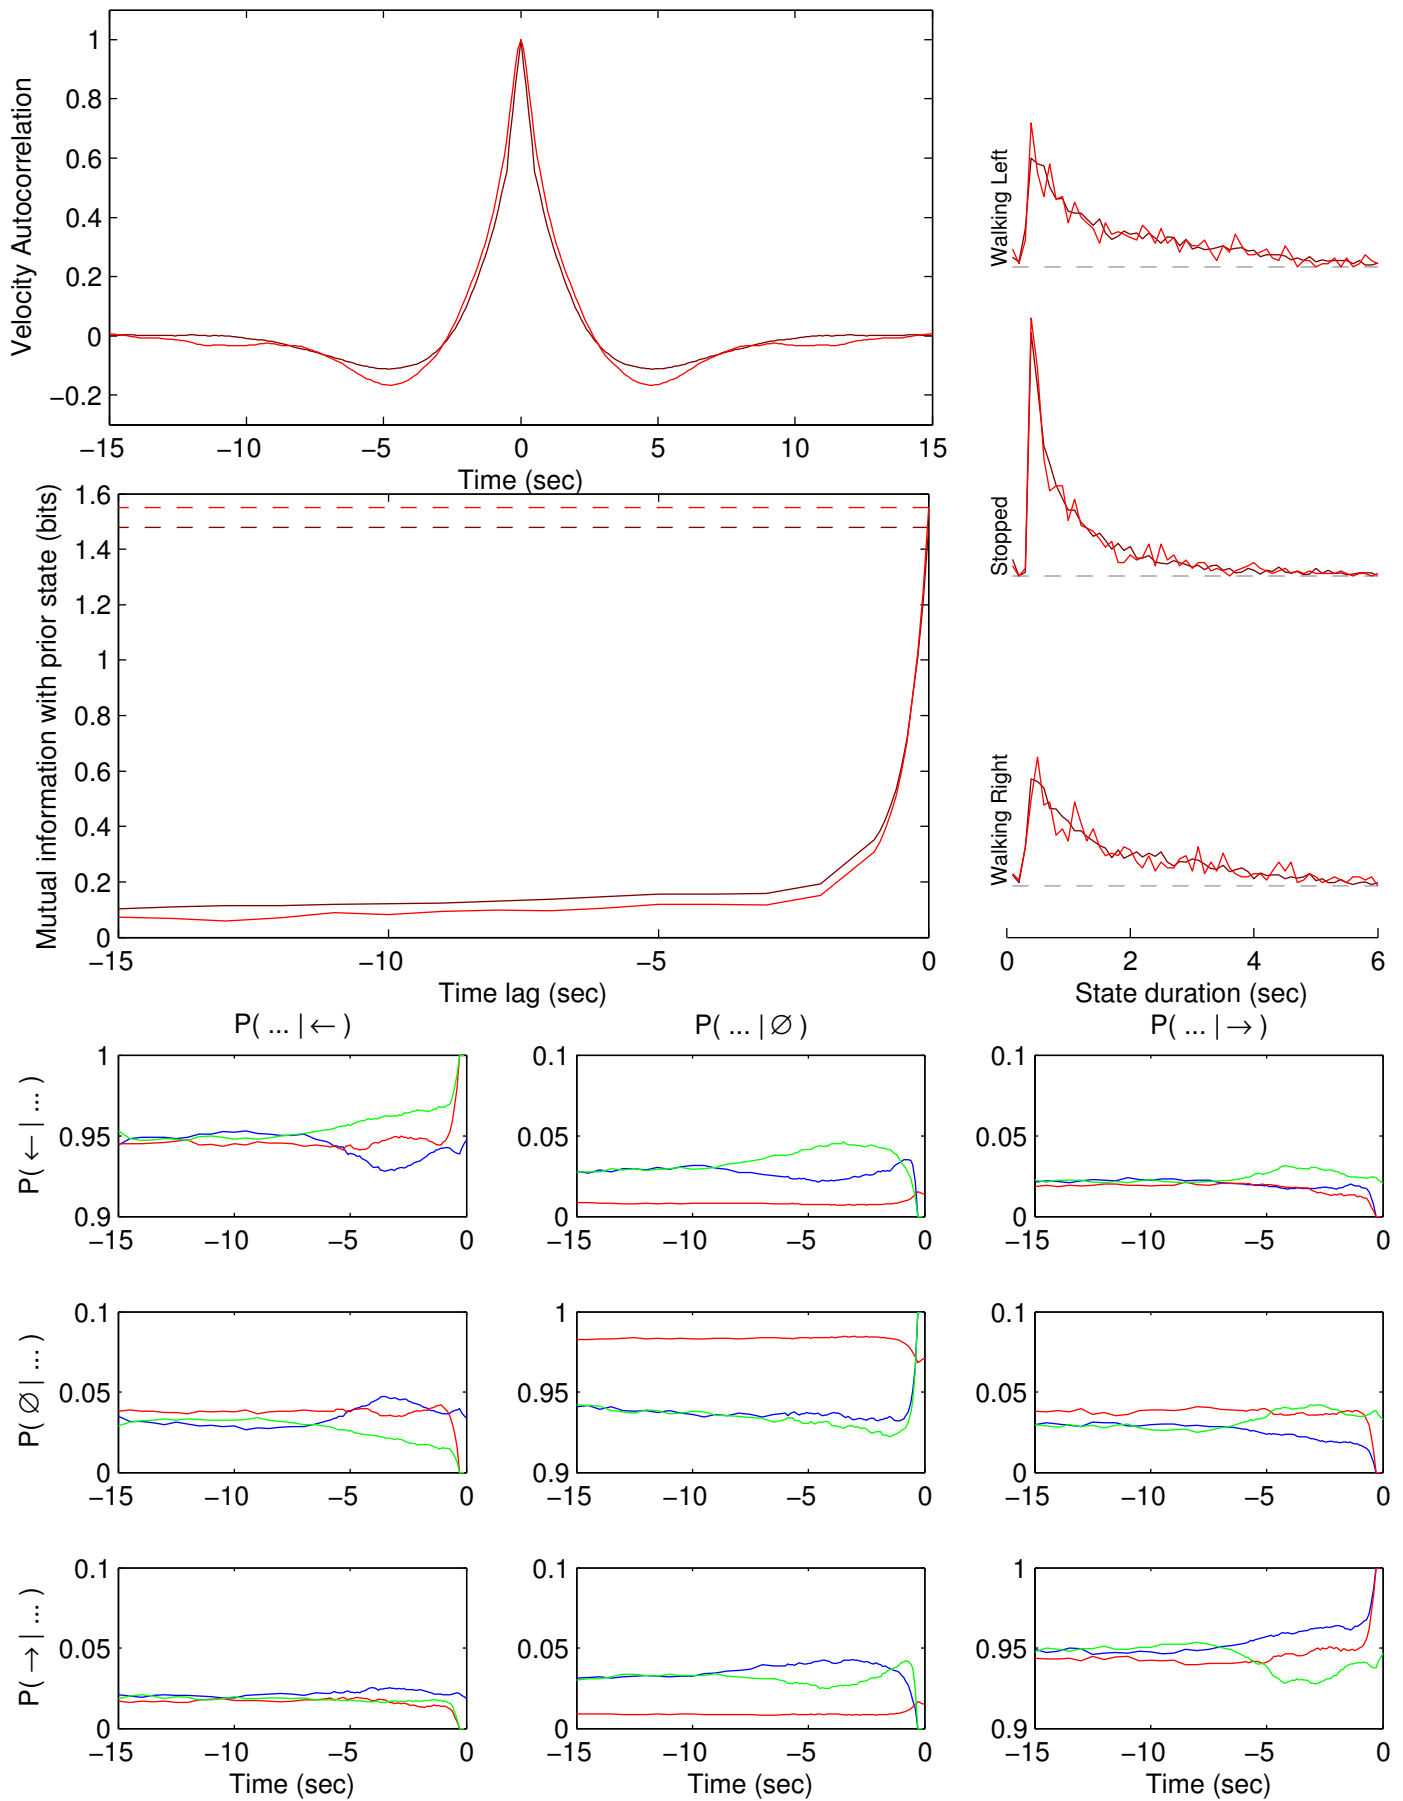 Velocity Autocorrelation
1
0.8
0.6
0.4
0.2
0
−0.2
−15 −10 −5 0 5 10 15
Time (sec)
Mutual information with prior state (bits)
1.6
1.4
1.2
1
0.8
0.6
0.4
0.2
0
−15 −10 −5 0
Time lag (sec)
Walking Left
Stopped
Walking Right
0 2 4 6
State duration (sec)
P( ... | ← )
P( ... | ∅ )
P( ... | → )
P( ← | ... )
1
0.95
0.9
−15 −10 −5 0
0.1
0.05
0
−15 −10 −5 0
0.1
0.05
0
−15 −10 −5 0
P( ∅ | ... )
0.1
0.05
0
−15 −10 −5 0
1
0.95
0.9
−15 −10 −5 0
0.1
0.05
0
−15 −10 −5 0
P( → | ... )
0.1
0.05
0
−15 −10 −5 0
Time (sec)
0.1
0.05
0
−15 −10 −5 0
Time (sec)
1
0.95
0.9
−15 −10 −5 0
Time (sec)